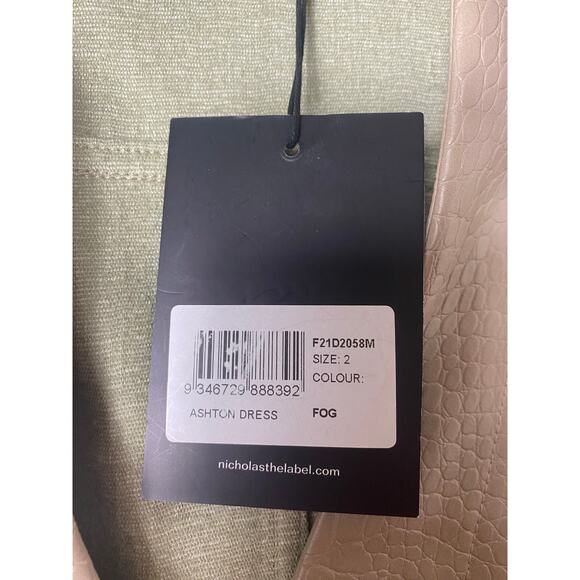 F21D2058M
SIZE: 2
COLOUR:
9 346729 888392
ASHTON DRESS FOG
nicholasthelabel.com